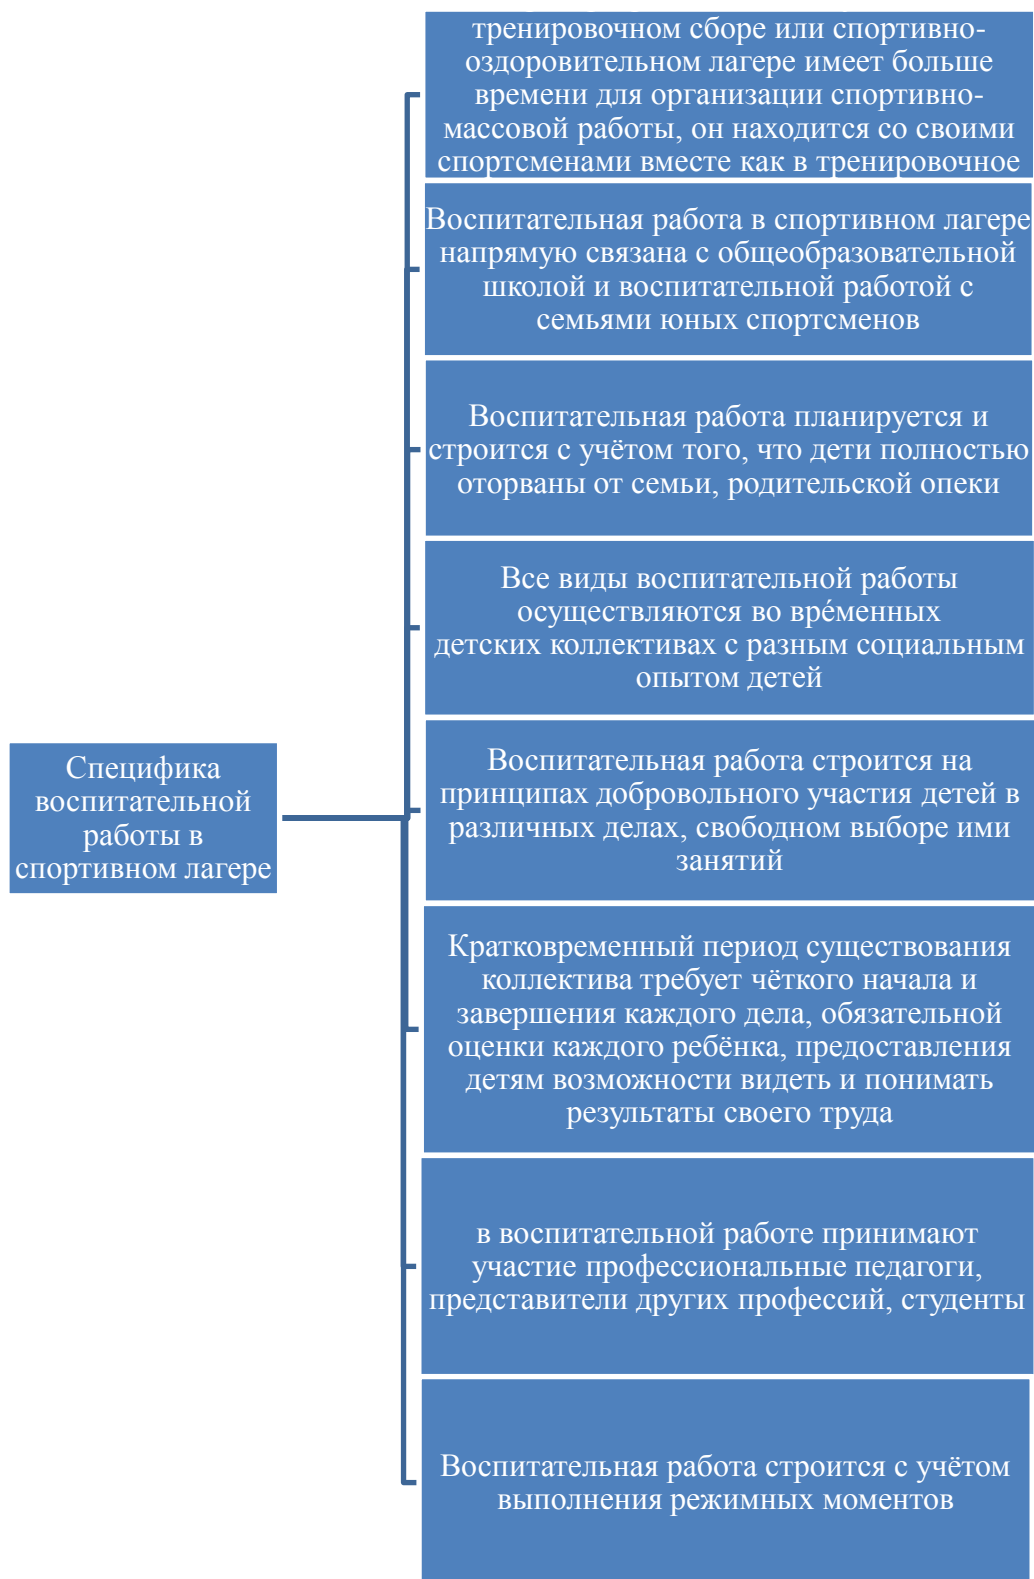 тренировочном сборе или спортивно-
оздоровительном лагере имеет больше
времени для организации спортивно-
массовой работы, он находится со своими
спортсменами вместе как в тренировочное
Воспитательная работа в спортивном лагере
напрямую связана с общеобразовательной
школой и воспитательной работой с
семьями юных спортсменов
Воспитательная работа планируется и
строится с учётом того, что дети полностью
оторваны от семьи, родительской опеки
Все виды воспитательной работы
осуществляются во врéменных
детских коллективах с разным социальным
опытом детей
Специфика
воспитательной
работы в
спортивном лагере
Воспитательная работа строится на
принципах добровольного участия детей в
различных делах, свободном выборе ими
занятий
Кратковременный период существования
коллектива требует чёткого начала и
завершения каждого дела, обязательной
оценки каждого ребёнка, предоставления
детям возможности видеть и понимать
результаты своего труда
в воспитательной работе принимают
участие профессиональные педагоги,
представители других профессий, студенты
Воспитательная работа строится с учётом
выполнения режимных моментов